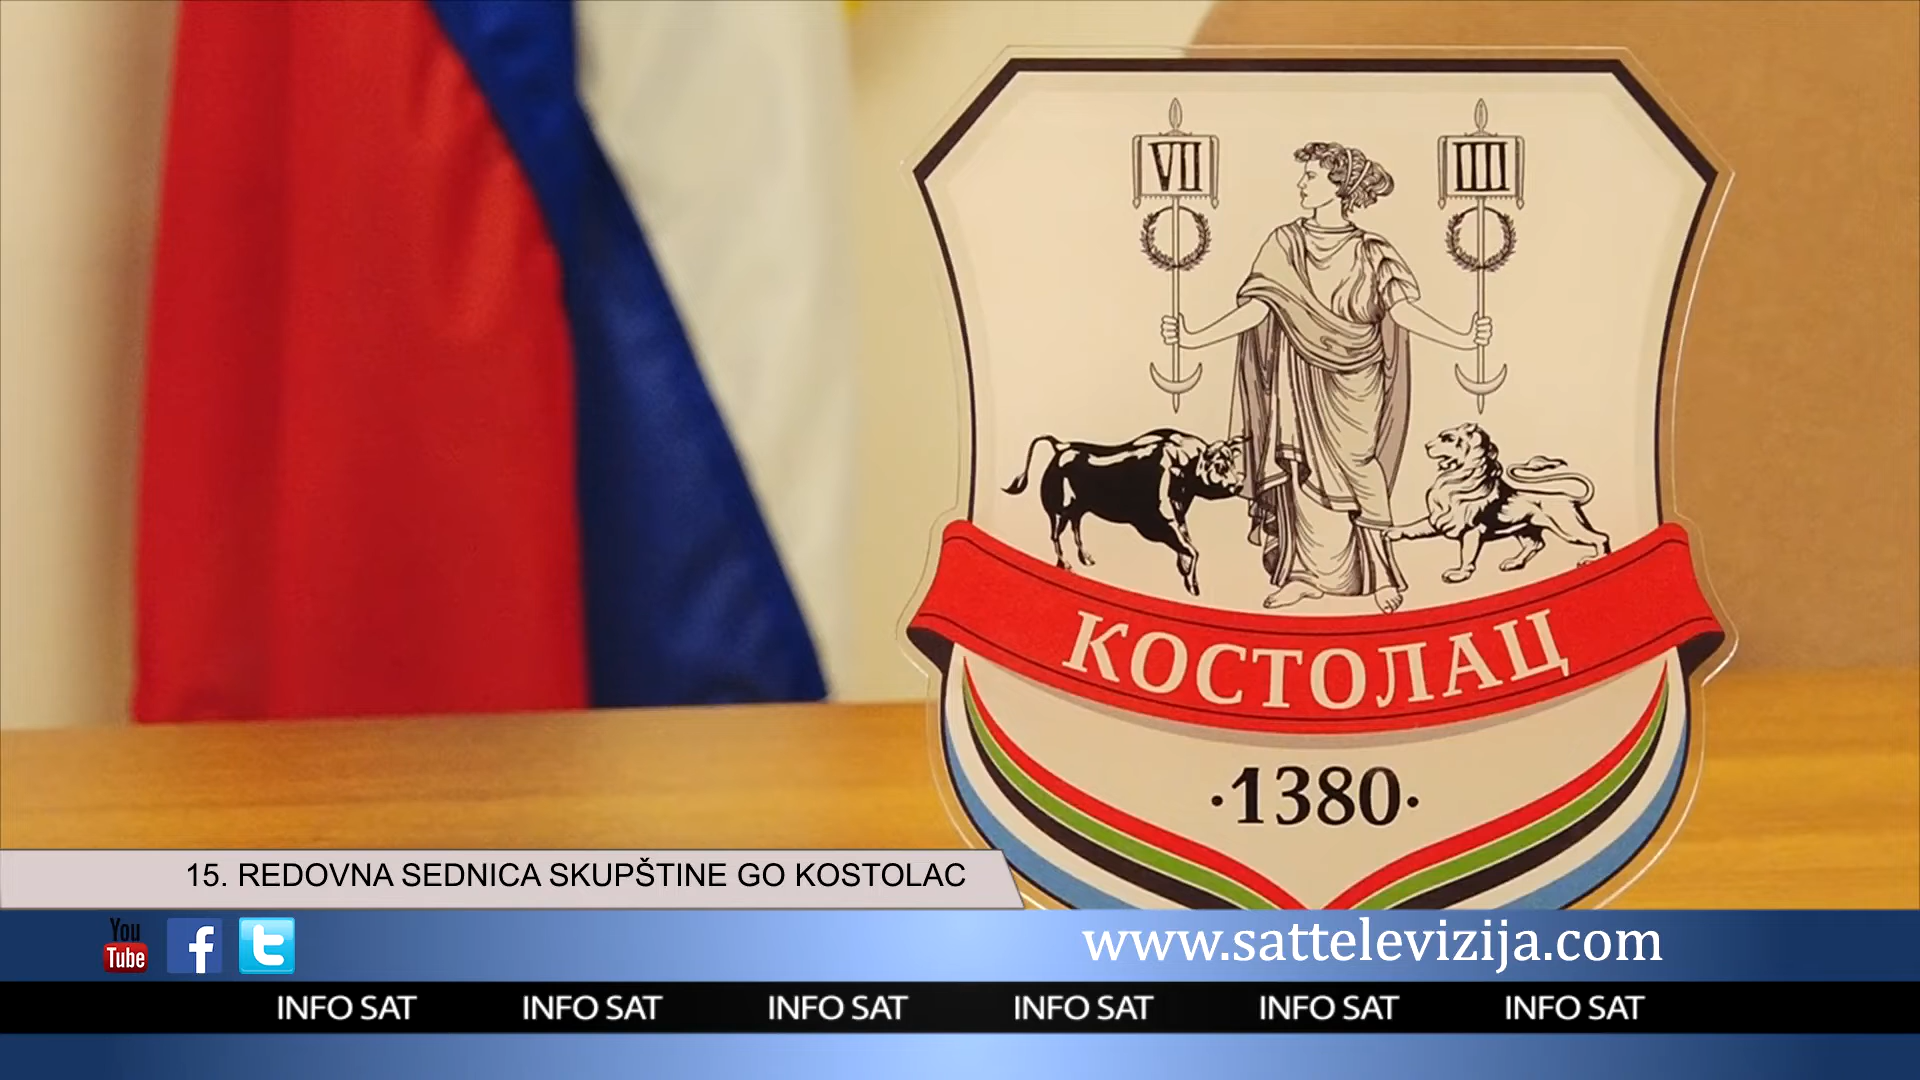 VII
III
КОСТОЛАЦ
·1380·
15. REDOVNA SEDNICA SKUPŠTINE GO KOSTOLAC
You
Tube
f
t
www.sattelevizija.com
INFO SAT INFO SAT INFO SAT INFO SAT INFO SAT INFO SAT